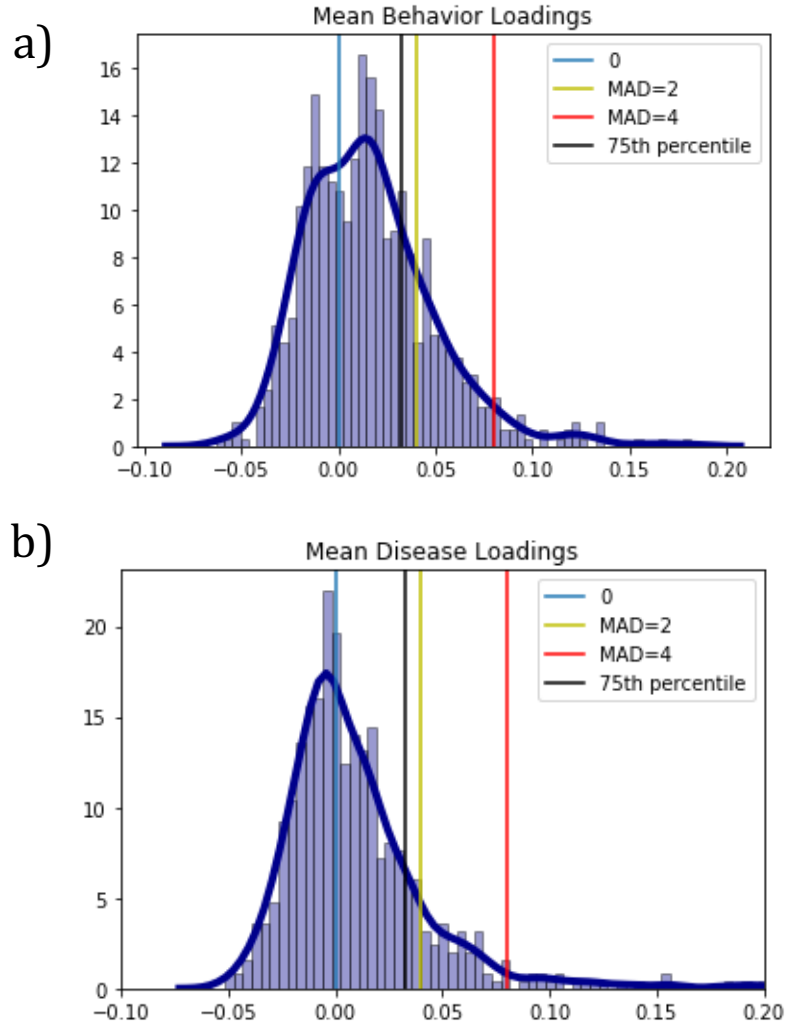 a)
Mean Behavior Loadings
16
14
12
10
8
6
4
2
0
0
MAD=2
MAD=4
75th percentile
−0.10 −0.05 0.00 0.05 0.10 0.15 0.20
b)
Mean Disease Loadings
20
15
10
5
0
0
MAD=2
MAD=4
75th percentile
−0.10 −0.05 0.00 0.05 0.10 0.15 0.20